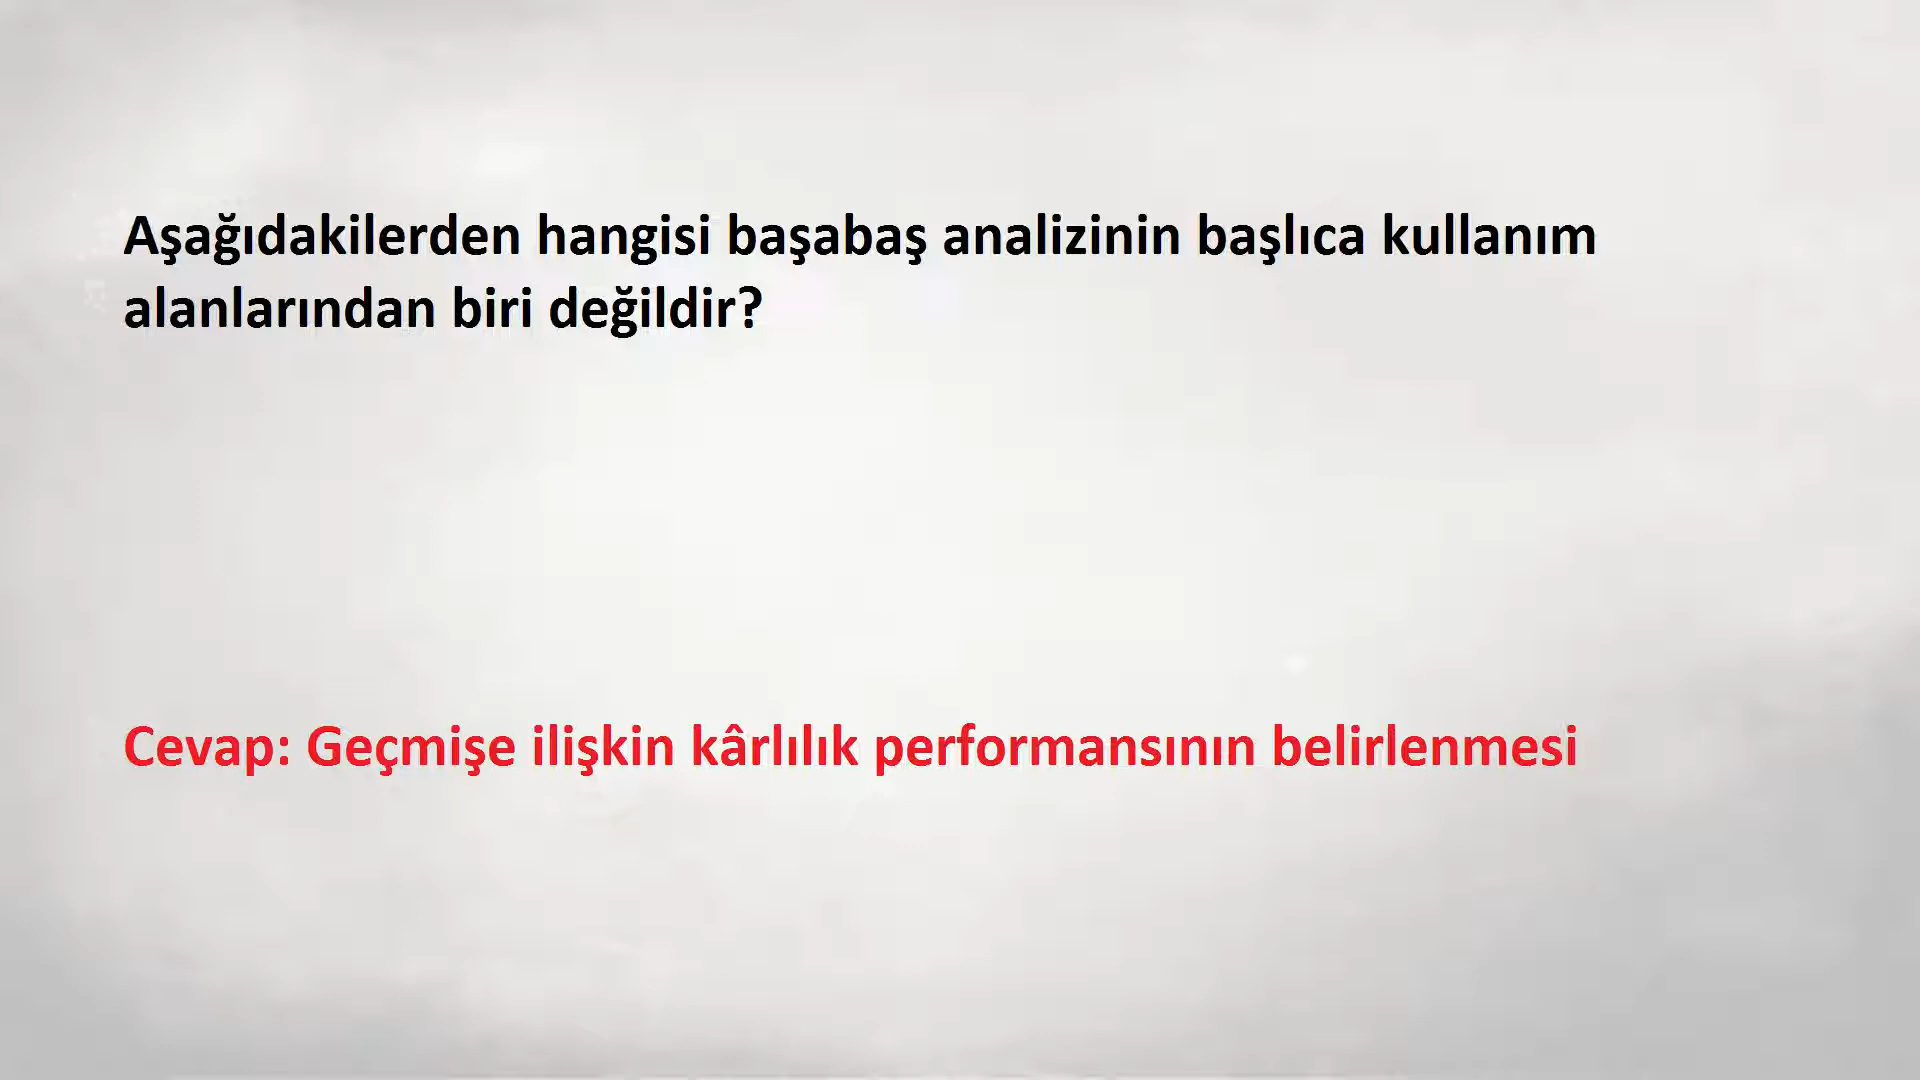 Aşağıdakilerden hangisi başabaş analizinin başlıca kullanım
alanlarından biri değildir?
Cevap: Geçmişe ilişkin kârlılık performansının belirlenmesi